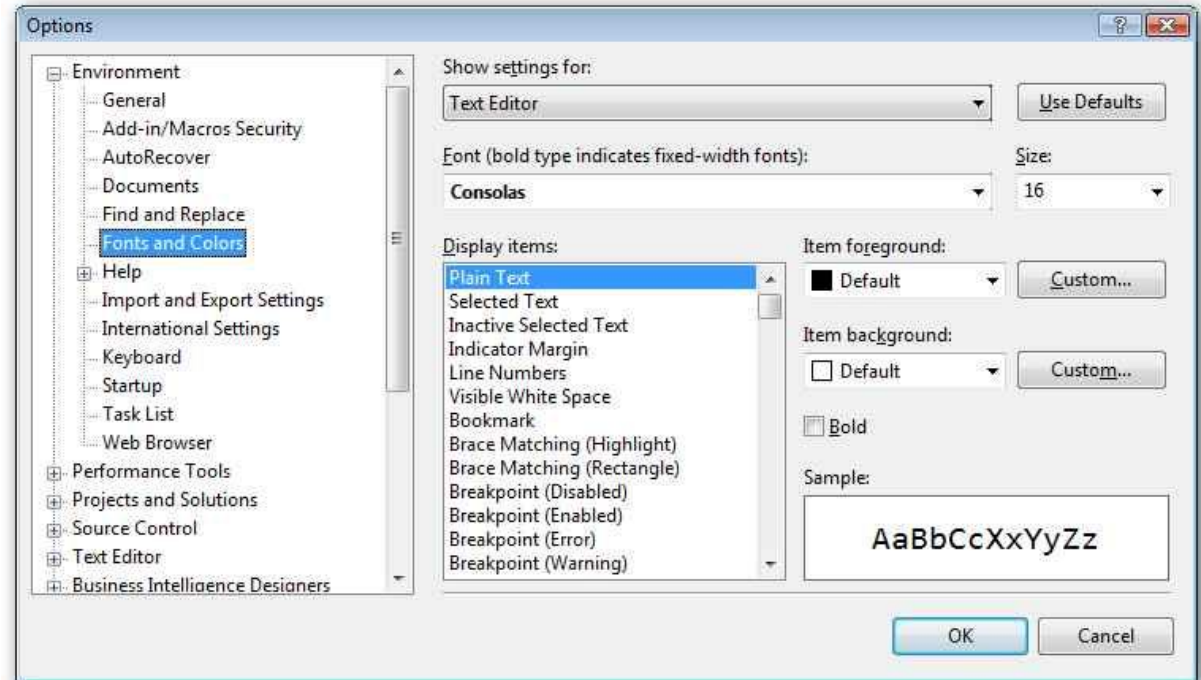 Options
Environment
General
Add-in/Macros Security
AutoRecover
Documents
Find and Replace
Fonts and Colors
Help
Import and Export Settings
International Settings
Keyboard
Startup
Task List
Web Browser
Performance Tools
Projects and Solutions
Source Control
Text Editor
Business Intelligence Designers
Show settings for:
Text Editor
Use Defaults
Font (bold type indicates fixed-width fonts):
Size:
Consolas
16
Display items:
Plain Text
Selected Text
Inactive Selected Text
Indicator Margin
Line Numbers
Visible White Space
Bookmark
Brace Matching (Highlight)
Brace Matching (Rectangle)
Breakpoint (Disabled)
Breakpoint (Enabled)
Breakpoint (Error)
Breakpoint (Warning)
Item foreground:
Default
Custom...
Item background:
Default
Custom...
Bold
Sample:
AaBbCcXxYyZz
OK
Cancel